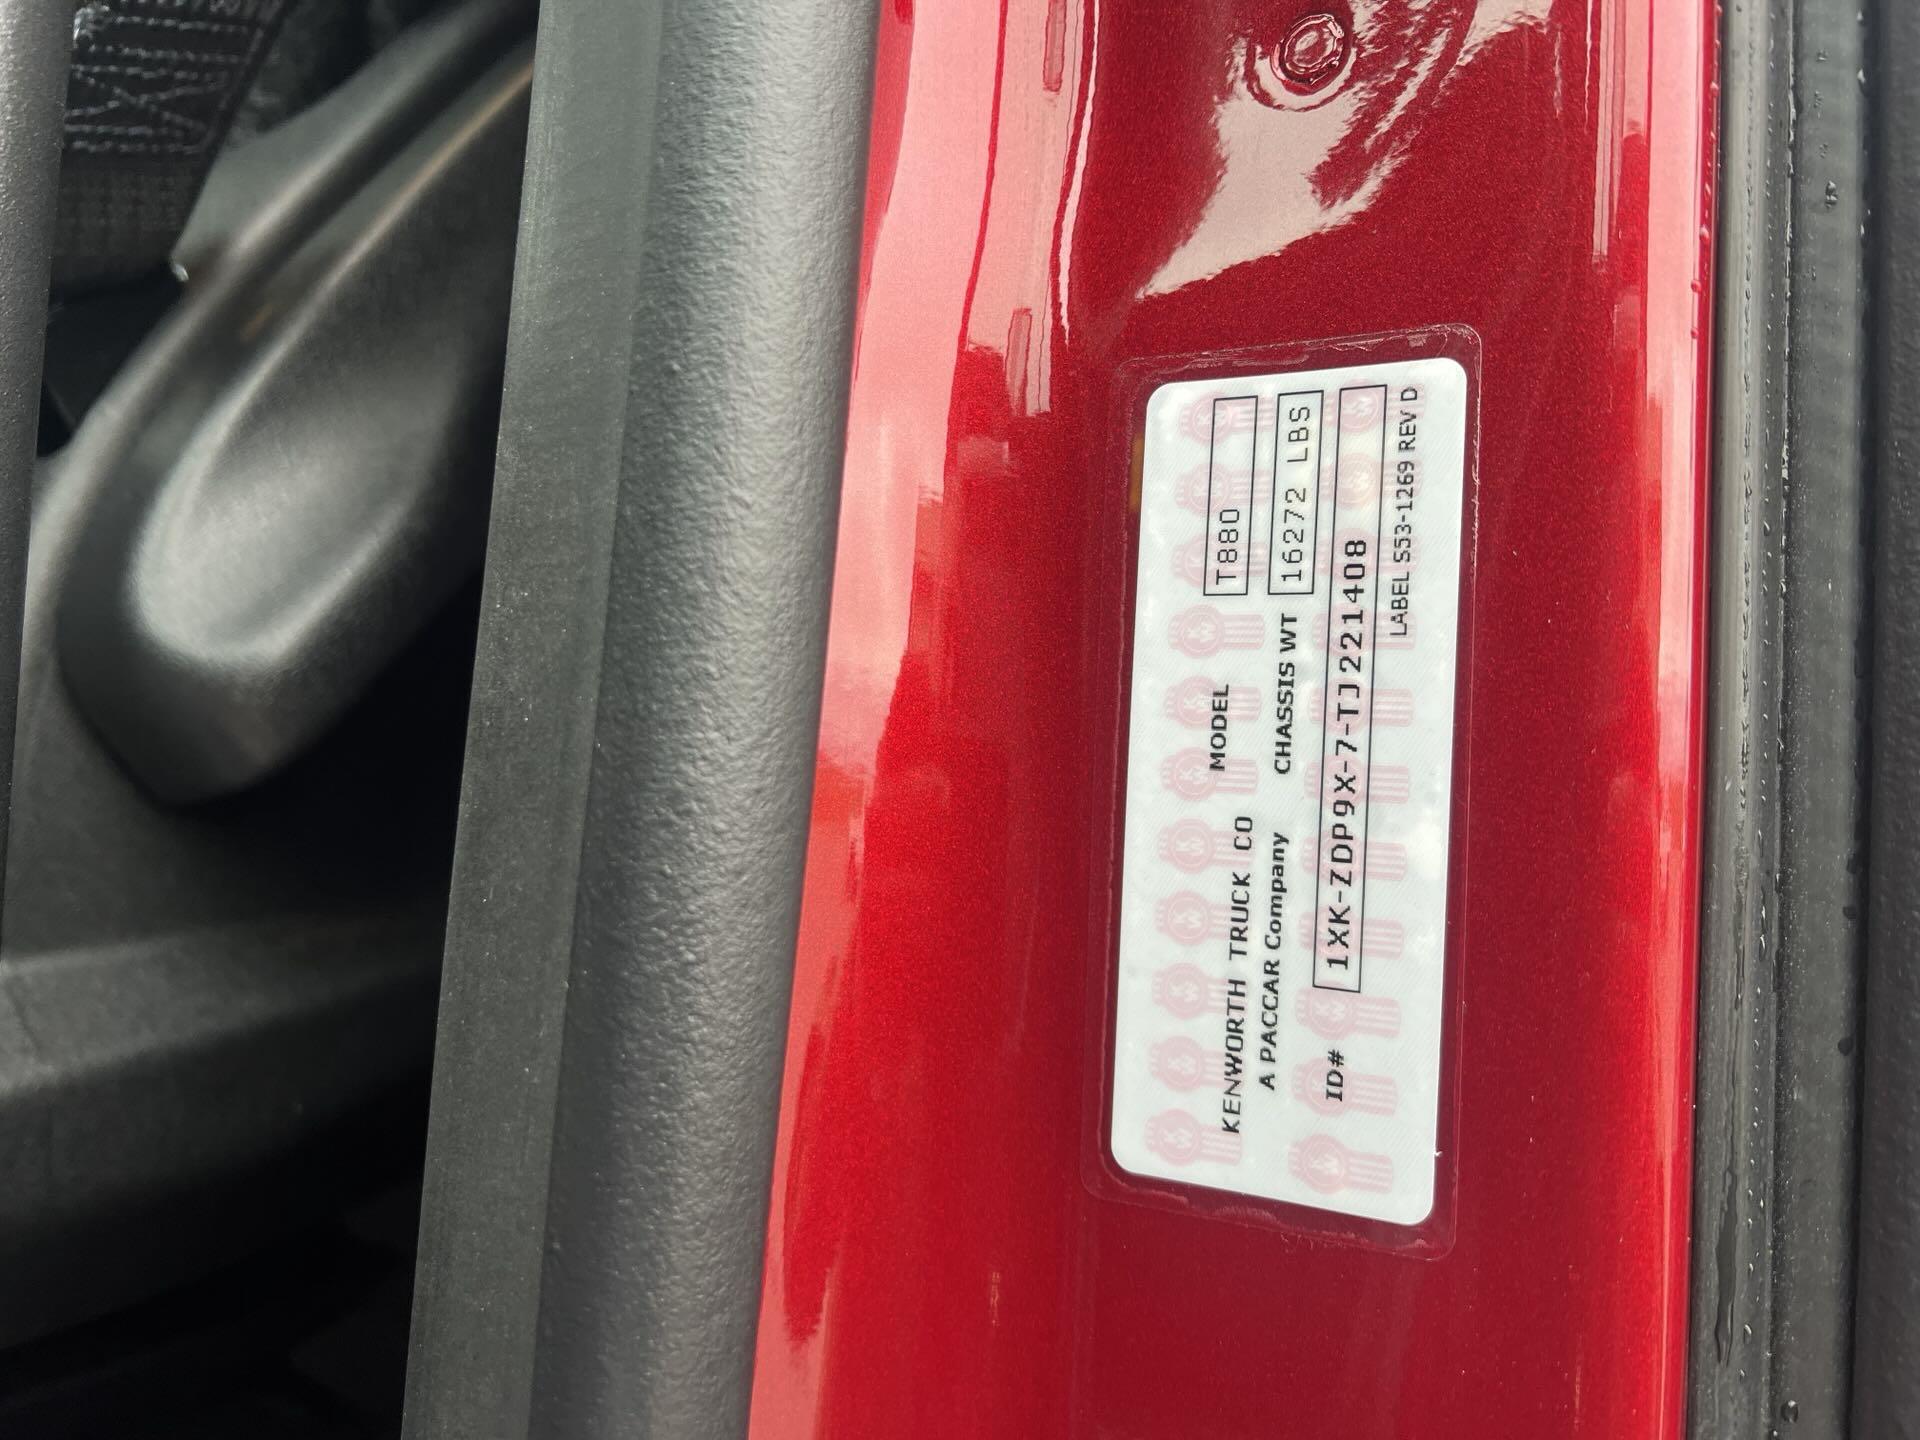 KENWORTH TRUCK CO MODEL T880
A PACCAR Company CHASSIS WT 16272 LBS
ID# 1XK-ZDP9X-7-TJ221408
LABEL S53-1269 REV D